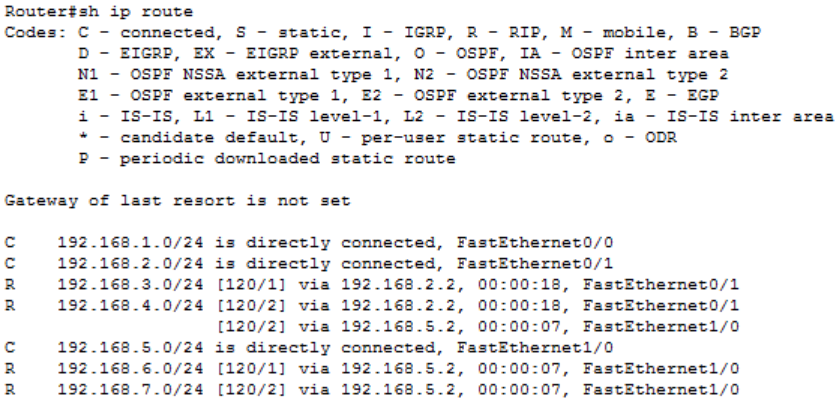 Router#sh ip route
Codes: C - connected, S - static, I - IGRP, R - RIP, M - mobile, B - BGP
       D - EIGRP, EX - EIGRP external, O - OSPF, IA - OSPF inter area
       N1 - OSPF NSSA external type 1, N2 - OSPF NSSA external type 2
       E1 - OSPF external type 1, E2 - OSPF external type 2, E - EGP
       i - IS-IS, L1 - IS-IS level-1, L2 - IS-IS level-2, ia - IS-IS inter area
       * - candidate default, U - per-user static route, o - ODR
       P - periodic downloaded static route

Gateway of last resort is not set

C    192.168.1.0/24 is directly connected, FastEthernet0/0
C    192.168.2.0/24 is directly connected, FastEthernet0/1
R    192.168.3.0/24 [120/1] via 192.168.2.2, 00:00:18, FastEthernet0/1
R    192.168.4.0/24 [120/2] via 192.168.2.2, 00:00:18, FastEthernet0/1
                    [120/2] via 192.168.5.2, 00:00:07, FastEthernet1/0
C    192.168.5.0/24 is directly connected, FastEthernet1/0
R    192.168.6.0/24 [120/1] via 192.168.5.2, 00:00:07, FastEthernet1/0
R    192.168.7.0/24 [120/2] via 192.168.5.2, 00:00:07, FastEthernet1/0